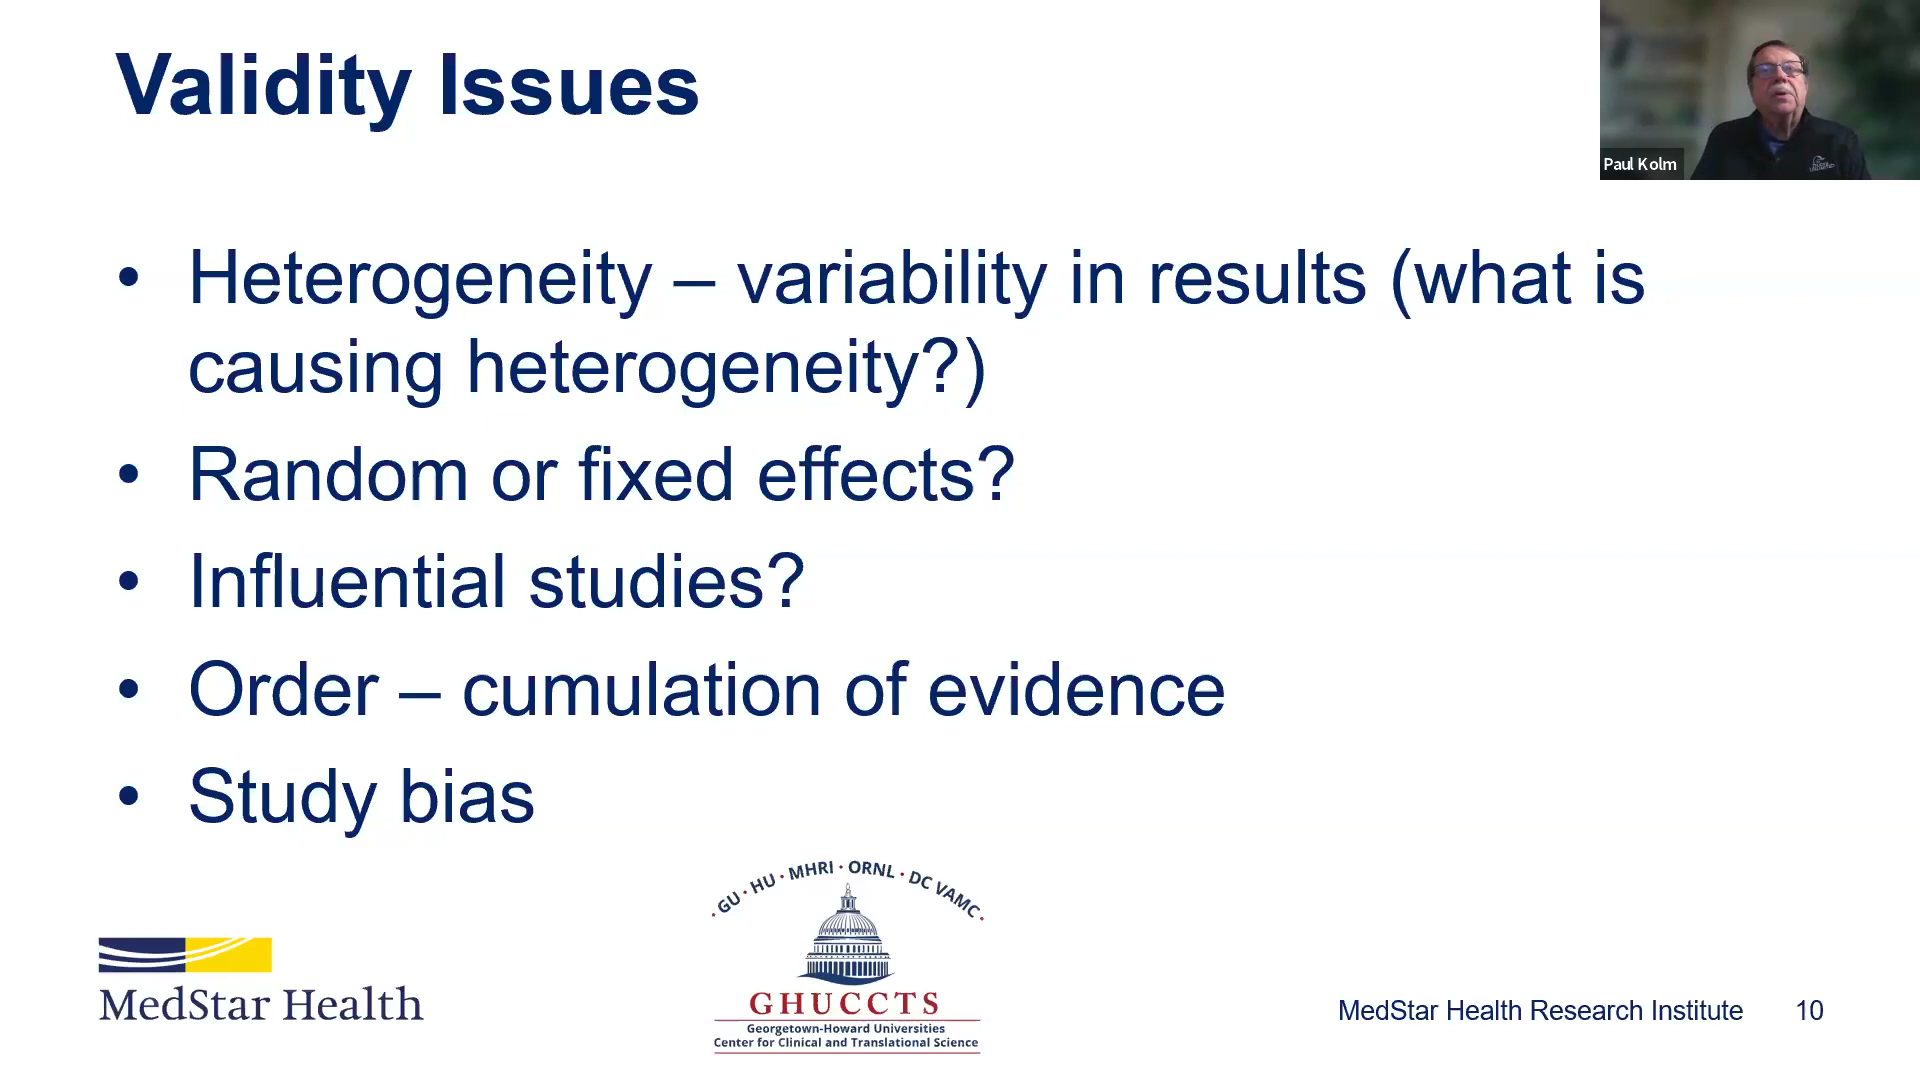 Validity Issues
Paul Kolm
• Heterogeneity – variability in results (what is
causing heterogeneity?)
• Random or fixed effects?
• Influential studies?
• Order – cumulation of evidence
• Study bias
· GU · HU · MHRI · ORNL · DC VAMC ·
GHUCCTS
Georgetown-Howard Universities
Center for Clinical and Translational Science
MedStar Health
MedStar Health Research Institute 10